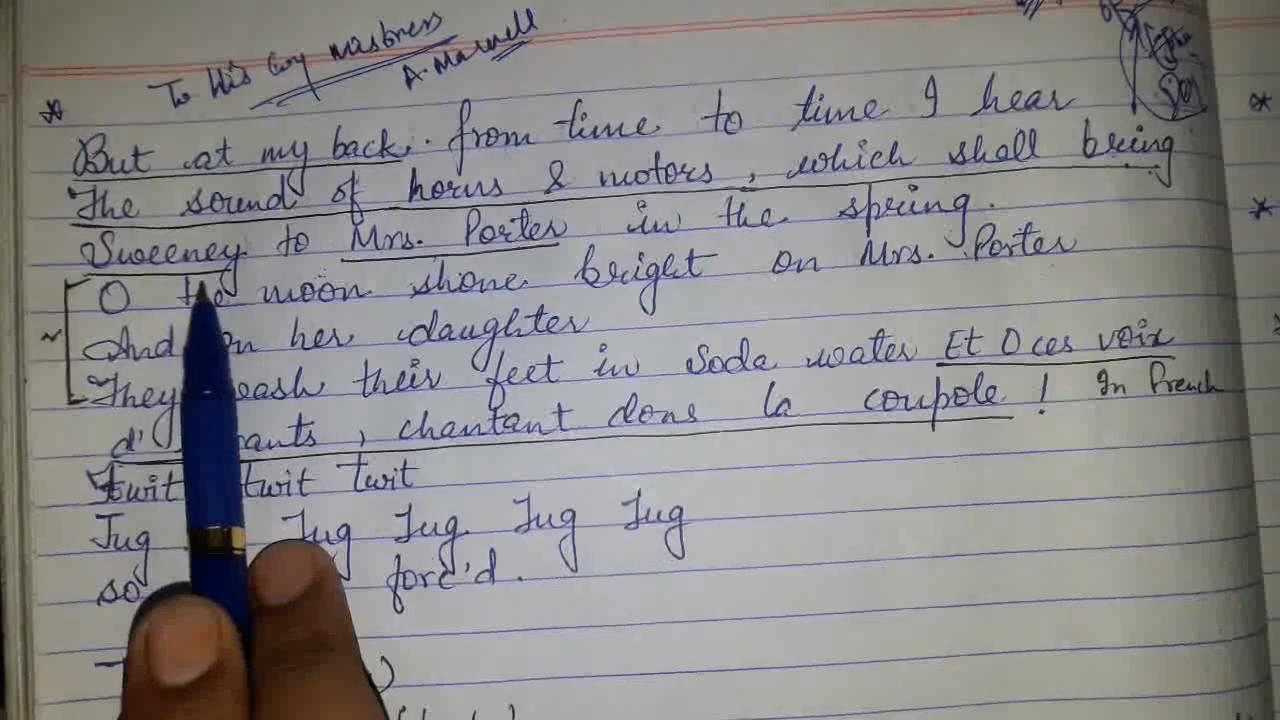 To His Coy mistress
A. Marvell
But at my back. from time to time I hear
The sound of horns & motors, which shall bring
Sweeney to Mrs. Porter in the spring.
O the moon shone bright on Mrs. Porter
And on her daughter
They wash their feet in Soda water Et O ces voix
d' ants, chantant dans la coupole ! In French
twit twit twit
Jug Jug Jug Jug Jug
so forc'd.